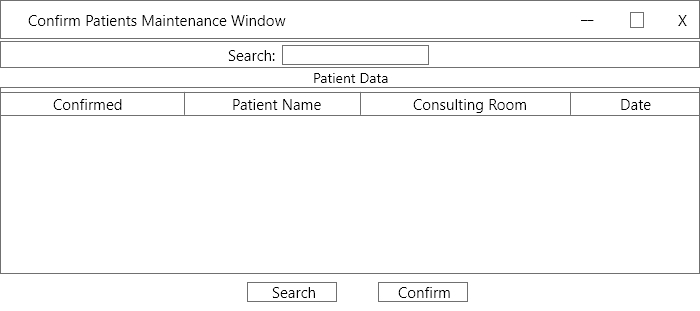 Confirm Patients Maintenance Window X
Search:
Patient Data
Confirmed Patient Name Consulting Room Date
Search Confirm